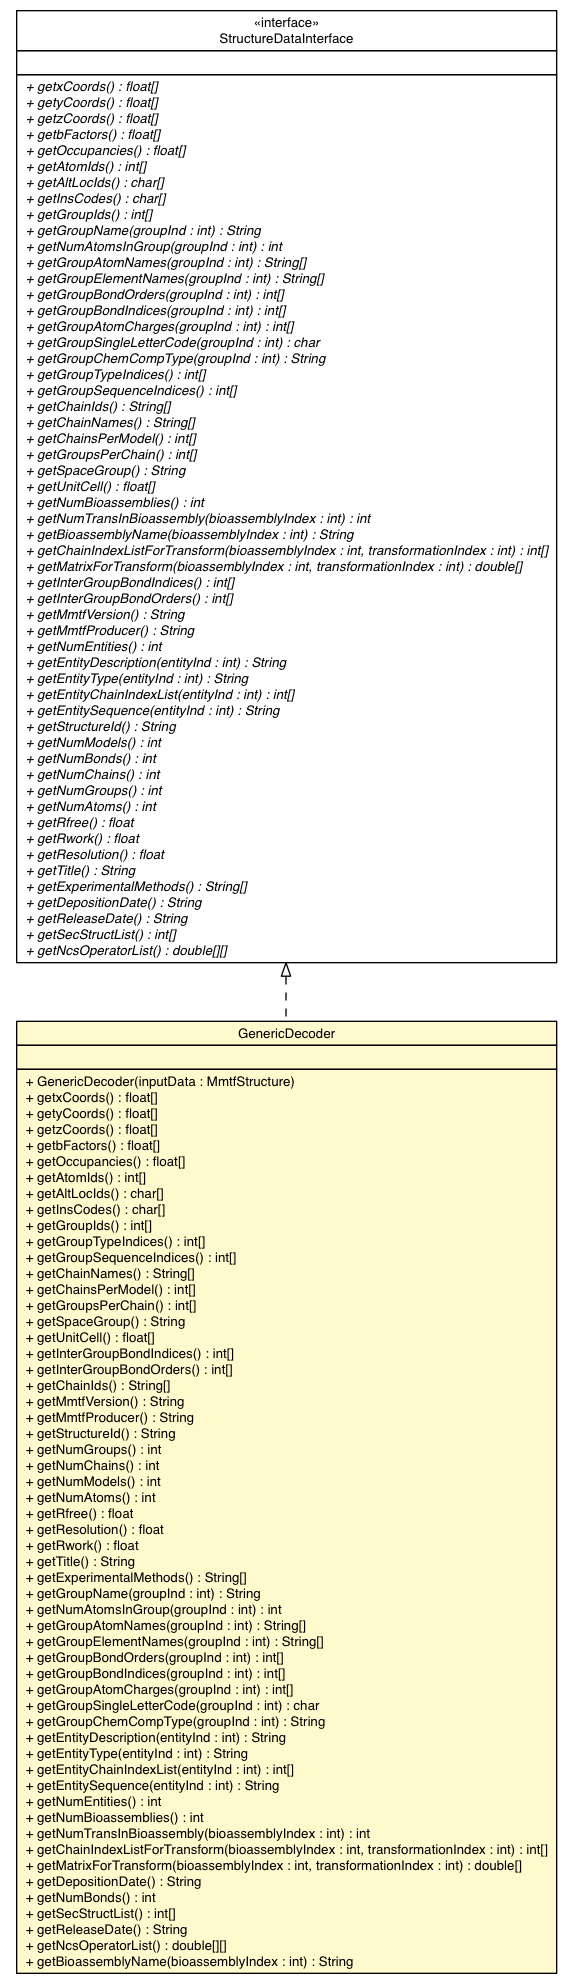 «interface»
StructureDataInterface
+ getxCoords() : float[]
+ getyCoords() : float[]
+ getzCoords() : float[]
+ getbFactors() : float[]
+ getOccupancies() : float[]
+ getAtomIds() : int[]
+ getAltLocIds() : char[]
+ getInsCodes() : char[]
+ getGroupIds() : int[]
+ getGroupName(groupInd : int) : String
+ getNumAtomsInGroup(groupInd : int) : int
+ getGroupAtomNames(groupInd : int) : String[]
+ getGroupElementNames(groupInd : int) : String[]
+ getGroupBondOrders(groupInd : int) : int[]
+ getGroupBondIndices(groupInd : int) : int[]
+ getGroupAtomCharges(groupInd : int) : int[]
+ getGroupSingleLetterCode(groupInd : int) : char
+ getGroupChemCompType(groupInd : int) : String
+ getGroupTypeIndices() : int[]
+ getGroupSequenceIndices() : int[]
+ getChainIds() : String[]
+ getChainNames() : String[]
+ getChainsPerModel() : int[]
+ getGroupsPerChain() : int[]
+ getSpaceGroup() : String
+ getUnitCell() : float[]
+ getNumBioassemblies() : int
+ getNumTransInBioassembly(bioassemblyIndex : int) : int
+ getBioassemblyName(bioassemblyIndex : int) : String
+ getChainIndexListForTransform(bioassemblyIndex : int, transformationIndex : int) : int[]
+ getMatrixForTransform(bioassemblyIndex : int, transformationIndex : int) : double[]
+ getInterGroupBondIndices() : int[]
+ getInterGroupBondOrders() : int[]
+ getMmtfVersion() : String
+ getMmtfProducer() : String
+ getNumEntities() : int
+ getEntityDescription(entityInd : int) : String
+ getEntityType(entityInd : int) : String
+ getEntityChainIndexList(entityInd : int) : int[]
+ getEntitySequence(entityInd : int) : String
+ getStructureId() : String
+ getNumModels() : int
+ getNumBonds() : int
+ getNumChains() : int
+ getNumGroups() : int
+ getNumAtoms() : int
+ getRfree() : float
+ getRwork() : float
+ getResolution() : float
+ getTitle() : String
+ getExperimentalMethods() : String[]
+ getDepositionDate() : String
+ getReleaseDate() : String
+ getSecStructList() : int[]
+ getNcsOperatorList() : double[][]
GenericDecoder
+ GenericDecoder(inputData : MmtfStructure)
+ getxCoords() : float[]
+ getyCoords() : float[]
+ getzCoords() : float[]
+ getbFactors() : float[]
+ getOccupancies() : float[]
+ getAtomIds() : int[]
+ getAltLocIds() : char[]
+ getInsCodes() : char[]
+ getGroupIds() : int[]
+ getGroupTypeIndices() : int[]
+ getGroupSequenceIndices() : int[]
+ getChainNames() : String[]
+ getChainsPerModel() : int[]
+ getGroupsPerChain() : int[]
+ getSpaceGroup() : String
+ getUnitCell() : float[]
+ getInterGroupBondIndices() : int[]
+ getInterGroupBondOrders() : int[]
+ getChainIds() : String[]
+ getMmtfVersion() : String
+ getMmtfProducer() : String
+ getStructureId() : String
+ getNumGroups() : int
+ getNumChains() : int
+ getNumModels() : int
+ getNumAtoms() : int
+ getRfree() : float
+ getResolution() : float
+ getRwork() : float
+ getTitle() : String
+ getExperimentalMethods() : String[]
+ getGroupName(groupInd : int) : String
+ getNumAtomsInGroup(groupInd : int) : int
+ getGroupAtomNames(groupInd : int) : String[]
+ getGroupElementNames(groupInd : int) : String[]
+ getGroupBondOrders(groupInd : int) : int[]
+ getGroupBondIndices(groupInd : int) : int[]
+ getGroupAtomCharges(groupInd : int) : int[]
+ getGroupSingleLetterCode(groupInd : int) : char
+ getGroupChemCompType(groupInd : int) : String
+ getEntityDescription(entityInd : int) : String
+ getEntityType(entityInd : int) : String
+ getEntityChainIndexList(entityInd : int) : int[]
+ getEntitySequence(entityInd : int) : String
+ getNumEntities() : int
+ getNumBioassemblies() : int
+ getNumTransInBioassembly(bioassemblyIndex : int) : int
+ getChainIndexListForTransform(bioassemblyIndex : int, transformationIndex : int) : int[]
+ getMatrixForTransform(bioassemblyIndex : int, transformationIndex : int) : double[]
+ getDepositionDate() : String
+ getNumBonds() : int
+ getSecStructList() : int[]
+ getReleaseDate() : String
+ getNcsOperatorList() : double[][]
+ getBioassemblyName(bioassemblyIndex : int) : String